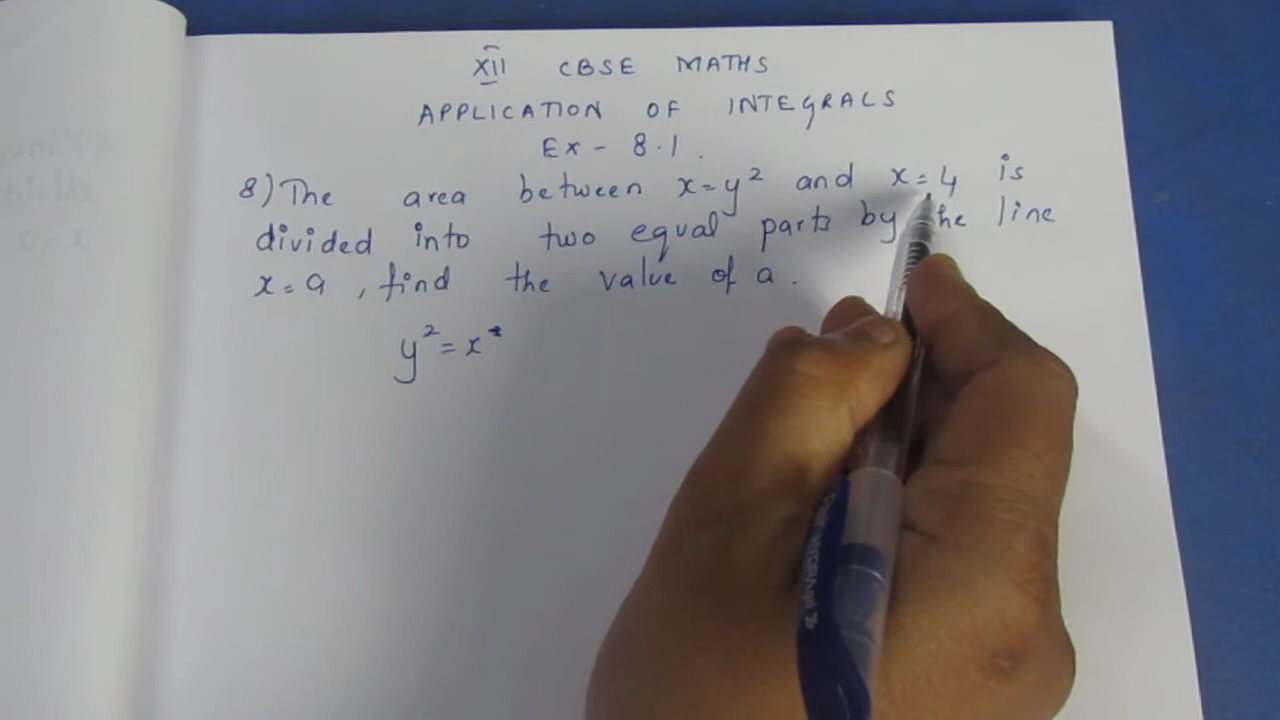 XII CBSE MATHS
APPLICATION OF INTEGRALS
Ex - 8.1.
8) The area between x=y² and x=4 is
divided into two equal parts by the line
x=a, find the value of a.
y²=x